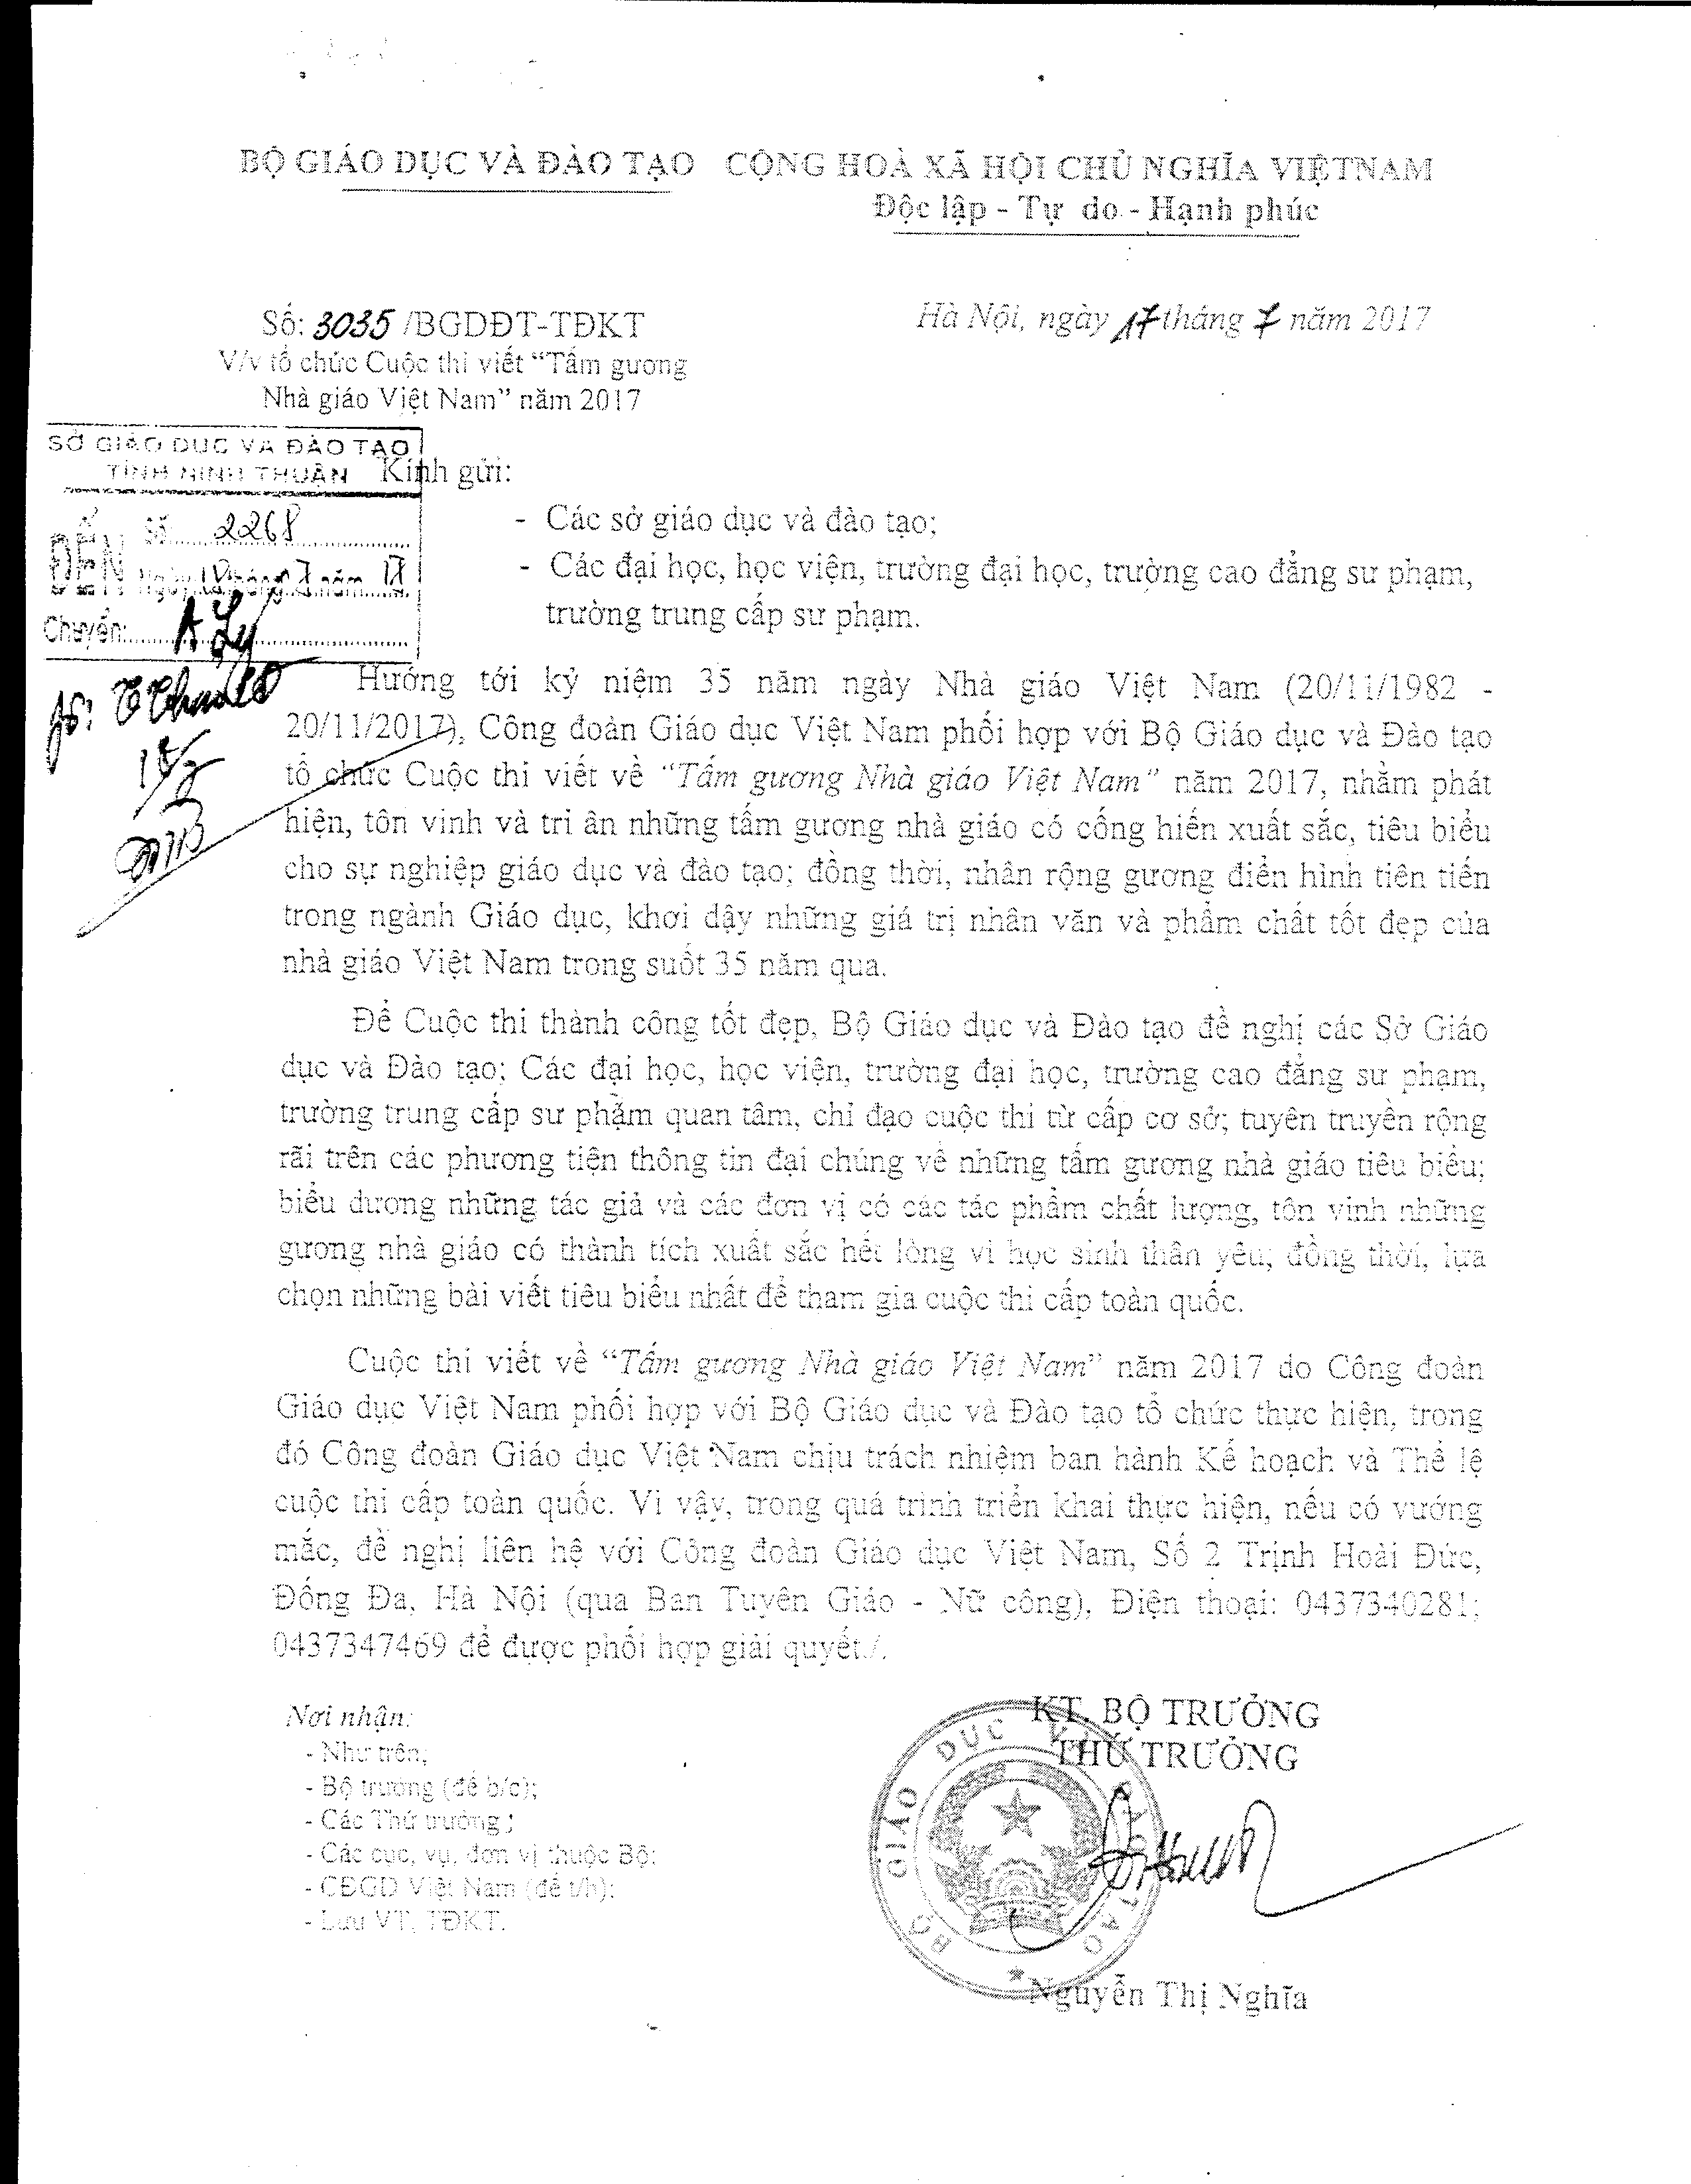 BỘ GIÁO DỤC VÀ ĐÀO TẠO CỘNG HOÀ XÃ HỘI CHỦ NGHĨA VIỆTNAM
Độc lập - Tự do - Hạnh phúc
Số: 3035 /BGDĐT-TĐKT
Hà Nội, ngày 17 tháng 7 năm 2017
V/v tổ chức Cuộc thi viết “Tấm gương
Nhà giáo Việt Nam” năm 2017
SỞ GIÁO DỤC VÀ ĐÀO TẠO
TỈNH NINH THUẬN
ĐẾN
Số: 2268
Ngày tháng 7 năm 17
Chuyển:
Kính gửi:
- Các sở giáo dục và đào tạo;
- Các đại học, học viện, trường đại học, trường cao đẳng sư phạm,
trường trung cấp sư phạm.
Hướng tới kỷ niệm 35 năm ngày Nhà giáo Việt Nam (20/11/1982 -
20/11/2017), Công đoàn Giáo dục Việt Nam phối hợp với Bộ Giáo dục và Đào tạo
tổ chức Cuộc thi viết về “Tấm gương Nhà giáo Việt Nam” năm 2017, nhằm phát
hiện, tôn vinh và tri ân những tấm gương nhà giáo có cống hiến xuất sắc, tiêu biểu
cho sự nghiệp giáo dục và đào tạo; đồng thời, nhân rộng gương điển hình tiên tiến
trong ngành Giáo dục, khơi dậy những giá trị nhân văn và phẩm chất tốt đẹp của
nhà giáo Việt Nam trong suốt 35 năm qua.
Để Cuộc thi thành công tốt đẹp, Bộ Giáo dục và Đào tạo đề nghị các Sở Giáo
dục và Đào tạo; Các đại học, học viện, trường đại học, trường cao đẳng sư phạm,
trường trung cấp sư phẩm quan tâm, chỉ đạo cuộc thi từ cấp cơ sở; tuyên truyền rộng
rãi trên các phương tiện thông tin đại chúng về những tấm gương nhà giáo tiêu biểu;
biểu dương những tác giả và các đơn vị có các tác phẩm chất lượng, tôn vinh những
gương nhà giáo có thành tích xuất sắc hết lòng vì học sinh thân yêu; đồng thời, lựa
chọn những bài viết tiêu biểu nhất để tham gia cuộc thi cấp toàn quốc.
Cuộc thi viết về “Tấm gương Nhà giáo Việt Nam” năm 2017 do Công đoàn
Giáo dục Việt Nam phối hợp với Bộ Giáo dục và Đào tạo tổ chức thực hiện, trong
đó Công đoàn Giáo dục Việt Nam chịu trách nhiệm ban hành Kế hoạch và Thể lệ
cuộc thi cấp toàn quốc. Vì vậy, trong quá trình triển khai thực hiện, nếu có vướng
mắc, đề nghị liên hệ với Công đoàn Giáo dục Việt Nam, Số 2 Trịnh Hoài Đức,
Đống Đa, Hà Nội (qua Ban Tuyên Giáo - Nữ công), Điện thoại: 0437340281;
0437347469 để được phối hợp giải quyết./.
Nơi nhận:
- Như trên;
- Bộ trưởng (để b/c);
- Các Thứ trưởng;
- Các cục, vụ, đơn vị thuộc Bộ;
- CĐGD Việt Nam (để t/h);
- Lưu VT, TĐKT.
KT. BỘ TRƯỞNG
THỨ TRƯỞNG
BỘ GIÁO DỤC VÀ ĐÀO TẠO
Nguyễn Thị Nghĩa